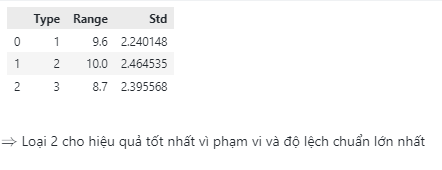 Type Range Std
0 1 9.6 2.240148
1 2 10.0 2.464535
2 3 8.7 2.395568
⇒ Loại 2 cho hiệu quả tốt nhất vì phạm vi và độ lệch chuẩn lớn nhất